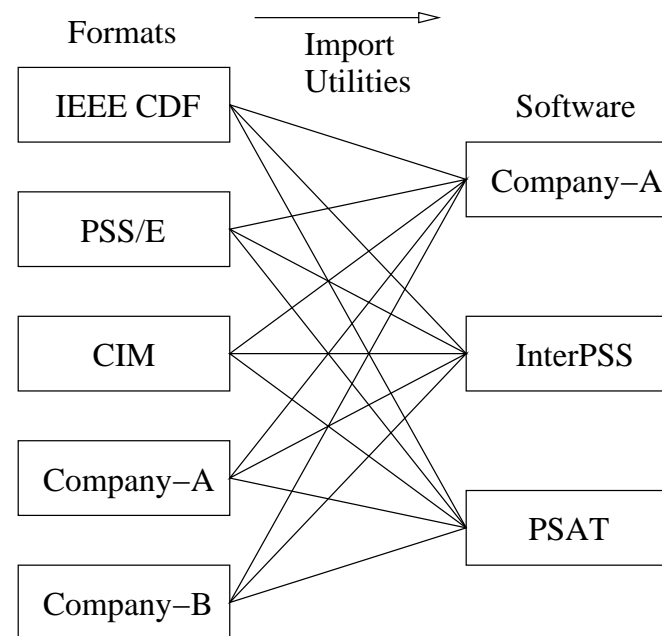 Formats
Import
Utilities
Software
IEEE CDF
PSS/E
CIM
Company−A
Company−B
Company−A
InterPSS
PSAT